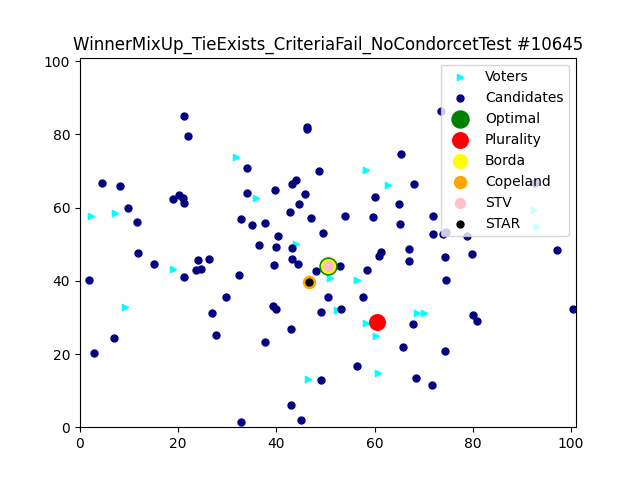 WinnerMixUp_TieExists_CriteriaFail_NoCondorcetTest #10645
100
80
60
40
20
0
0 20 40 60 80 100
Voters
Candidates
Optimal
Plurality
Borda
Copeland
STV
STAR